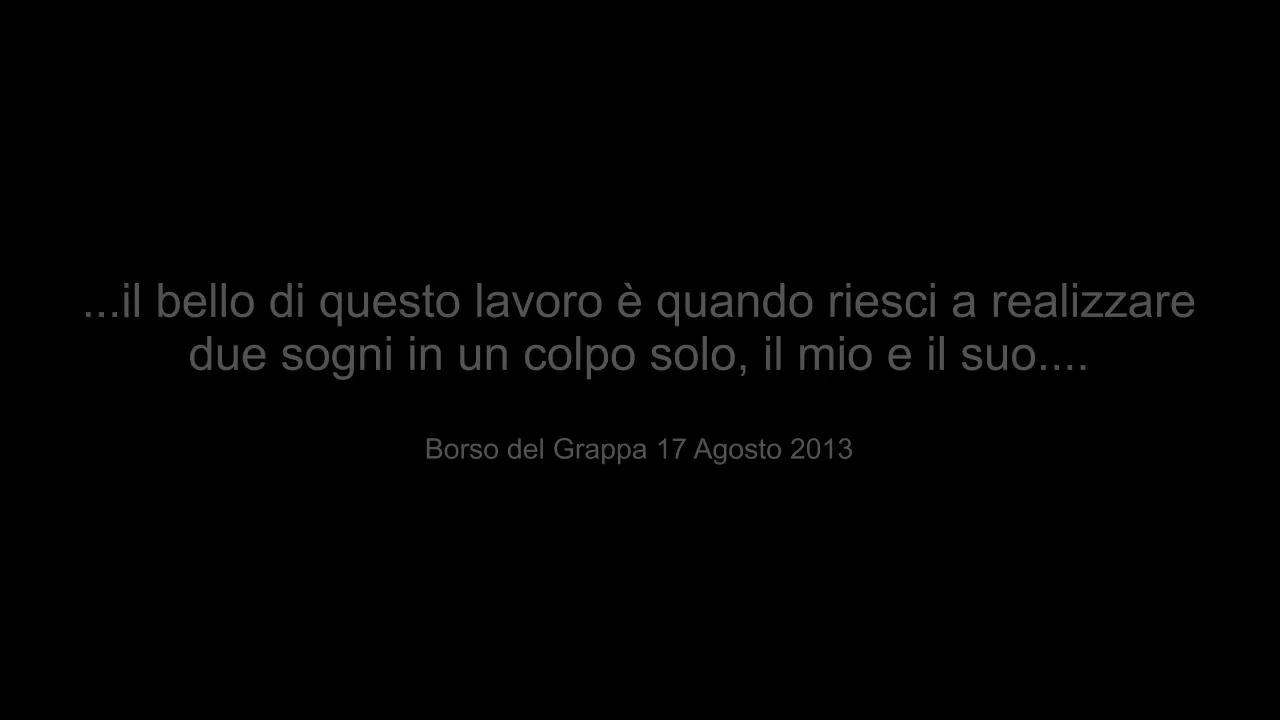 ...il bello di questo lavoro è quando riesci a realizzare
due sogni in un colpo solo, il mio e il suo....
Borso del Grappa 17 Agosto 2013